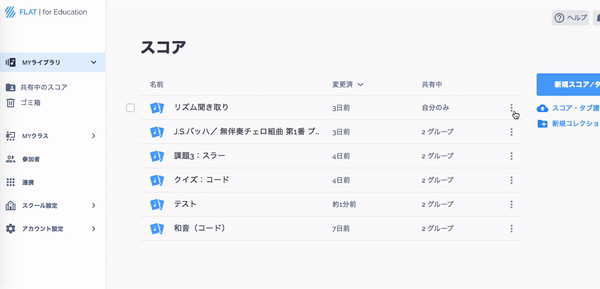 FLAT | for Education
ヘルプ
MYライブラリ
スコア
共有中のスコア
ゴミ箱
MYクラス
参加者
連携
スクール設定
アカウント設定
名前 変更済 共有中
リズム聞き取り 3日前 自分のみ
J.S.バッハ／ 無伴奏チェロ組曲 第1番 プ... 3日前 2 グループ
課題3：スラー 4日前 2 グループ
クイズ：コード 4日前 2 グループ
テスト 約1分前 2 グループ
和音（コード） 7日前 2 グループ
新規スコア/タ
スコア・タブ譜
新規コレクショ